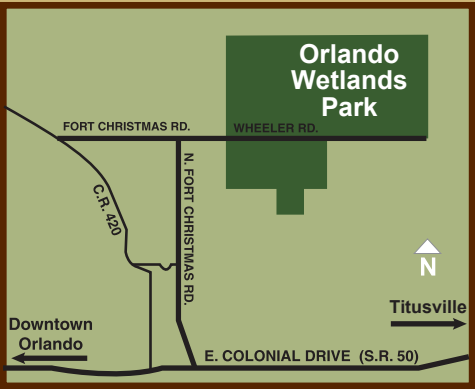 Orlando
Wetlands
Park
FORT CHRISTMAS RD.
WHEELER RD.
C.R. 420
N. FORT CHRISTMAS RD.
N
Titusville
Downtown
Orlando
E. COLONIAL DRIVE (S.R. 50)